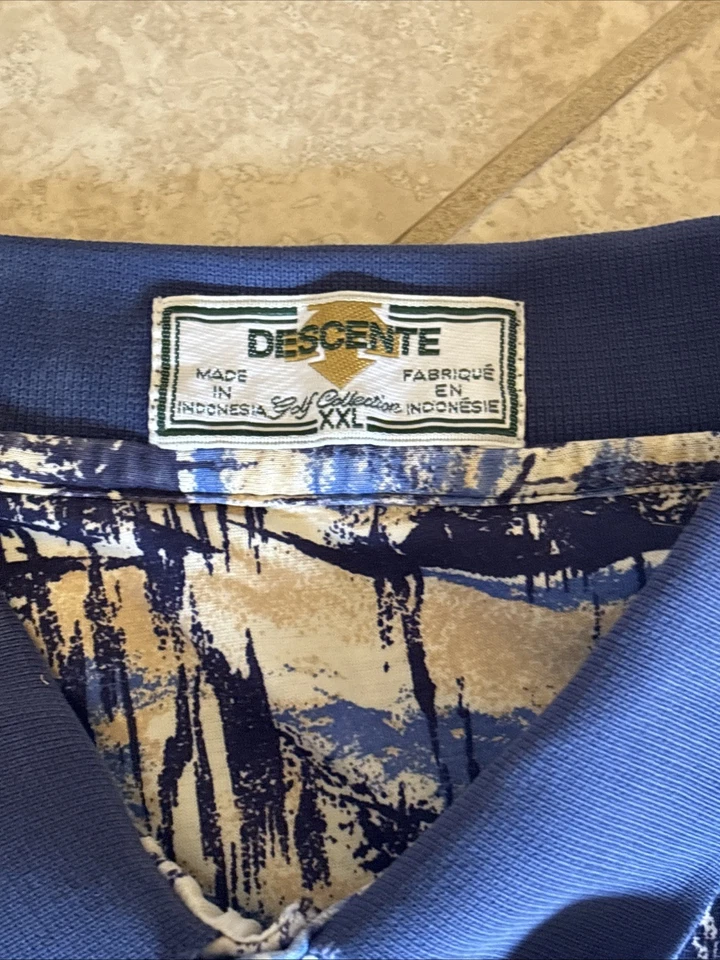 DESCENTE
MADE
IN
INDONESIA
FABRIQUÉ
EN
INDONÉSIE
Golf Collection
XXL